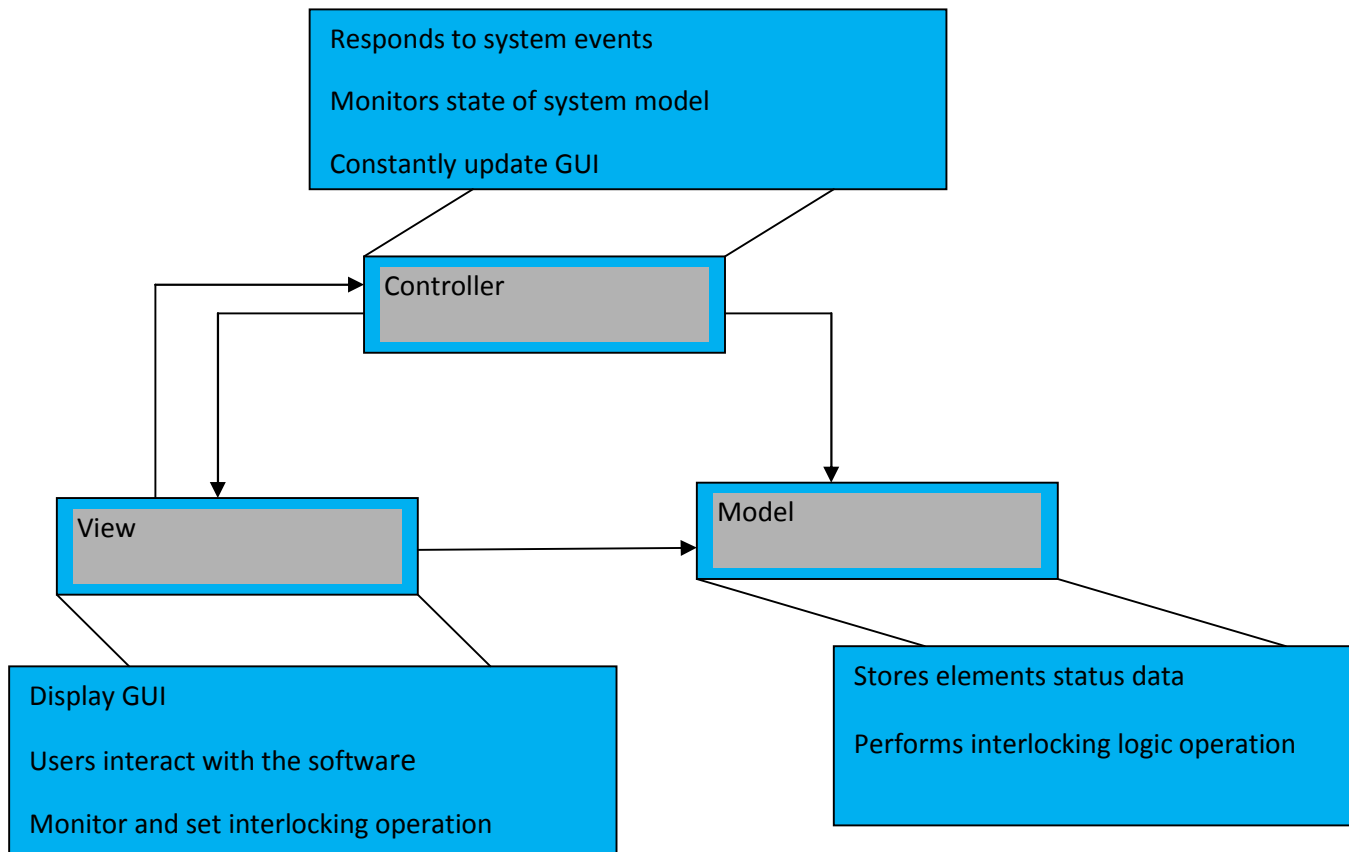 Responds to system events
Monitors state of system model
Constantly update GUI
Controller
View
Model
Display GUI
Users interact with the software
Monitor and set interlocking operation
Stores elements status data
Performs interlocking logic operation